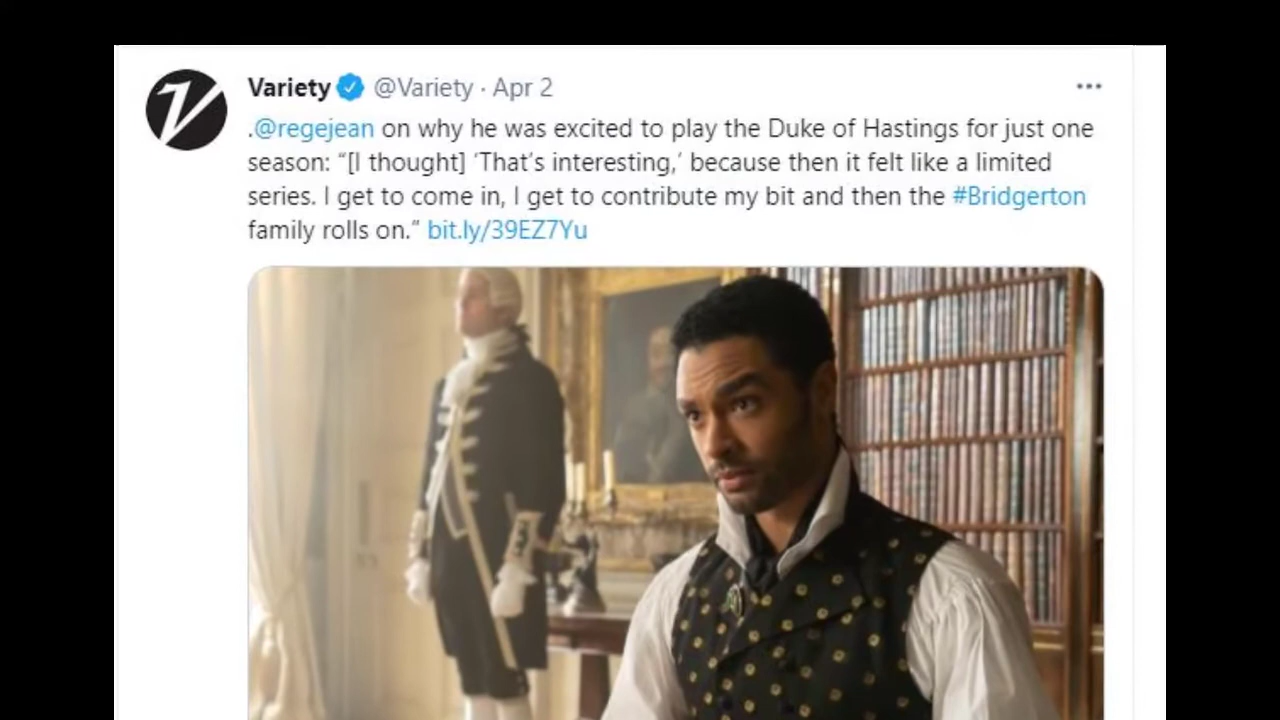 Variety @Variety · Apr 2
.@regejean on why he was excited to play the Duke of Hastings for just one
season: “[I thought] ‘That’s interesting,’ because then it felt like a limited
series. I get to come in, I get to contribute my bit and then the #Bridgerton
family rolls on.” bit.ly/39EZ7Yu